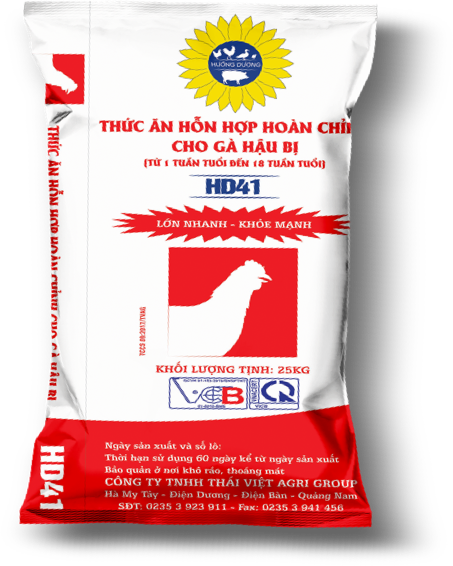 HƯỚNG DƯƠNG
THỨC ĂN HỖN HỢP HOÀN CHỈ
CHO GÀ HẬU BỊ
(TỪ 1 TUẦN TUỔI ĐẾN 18 TUẦN TUỔI)
HD41
LỚN NHANH - KHỎE MẠNH
THỨC ĂN HỖN HỢP HOÀN CHỈNH CHO GÀ HẬU BỊ
HD41
KHỐI LƯỢNG TỊNH: 25KG
VICB
VINACERT
Ngày sản xuất và số lô:
Thời hạn sử dụng 60 ngày kể từ ngày sản xuất
Bảo quản ở nơi khô ráo, thoáng mát
CÔNG TY TNHH THÁI VIỆT AGRI GROUP
Hà My Tây - Điện Dương - Điện Bàn - Quảng Nam
SĐT: 0235 3 923 911 - Fax: 0235 3 941 456